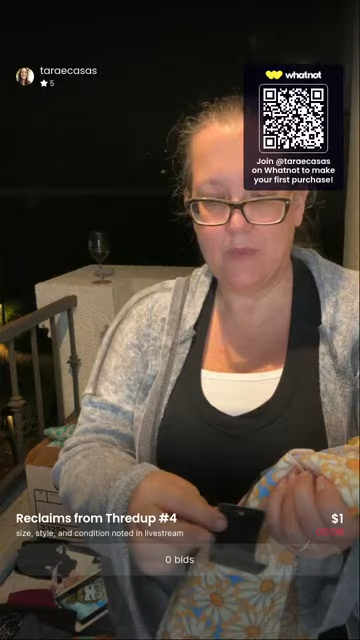 taraecasas
5
whatnot
Join @taraecasas
on Whatnot to make
your first purchase!
Reclaims from Thredup #4
$1
size, style, and condition noted in livestream
0 bids